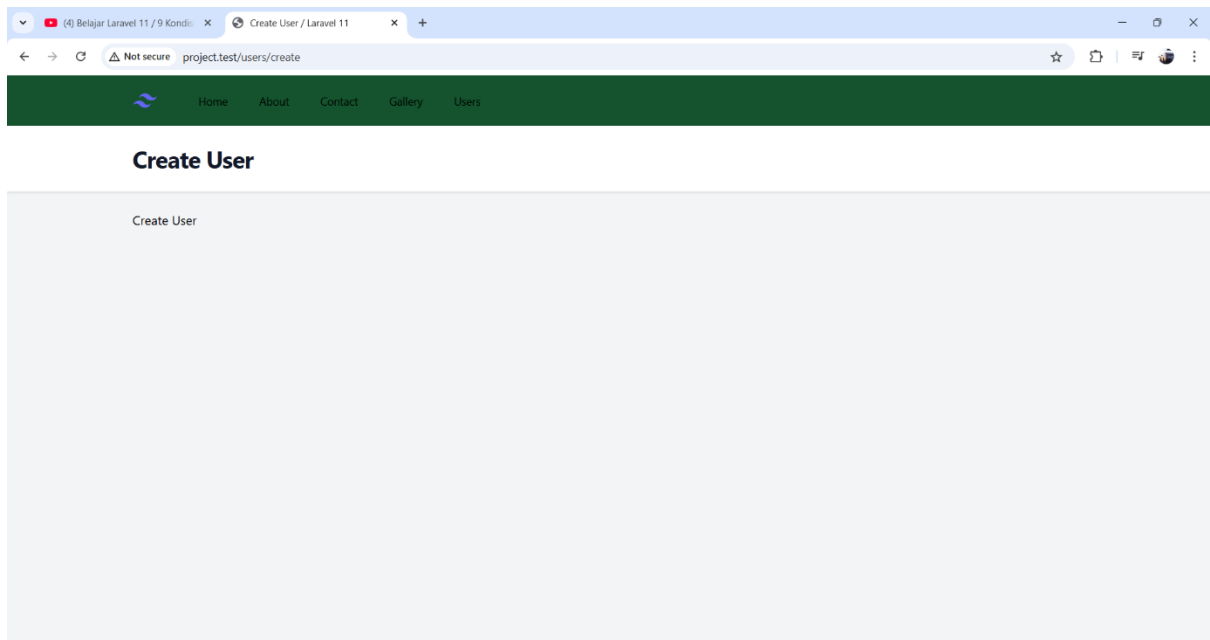 (4) Belajar Laravel 11 / 9 Kondis
Create User / Laravel 11
Not secure project.test/users/create
Home About Contact Gallery Users
Create User
Create User